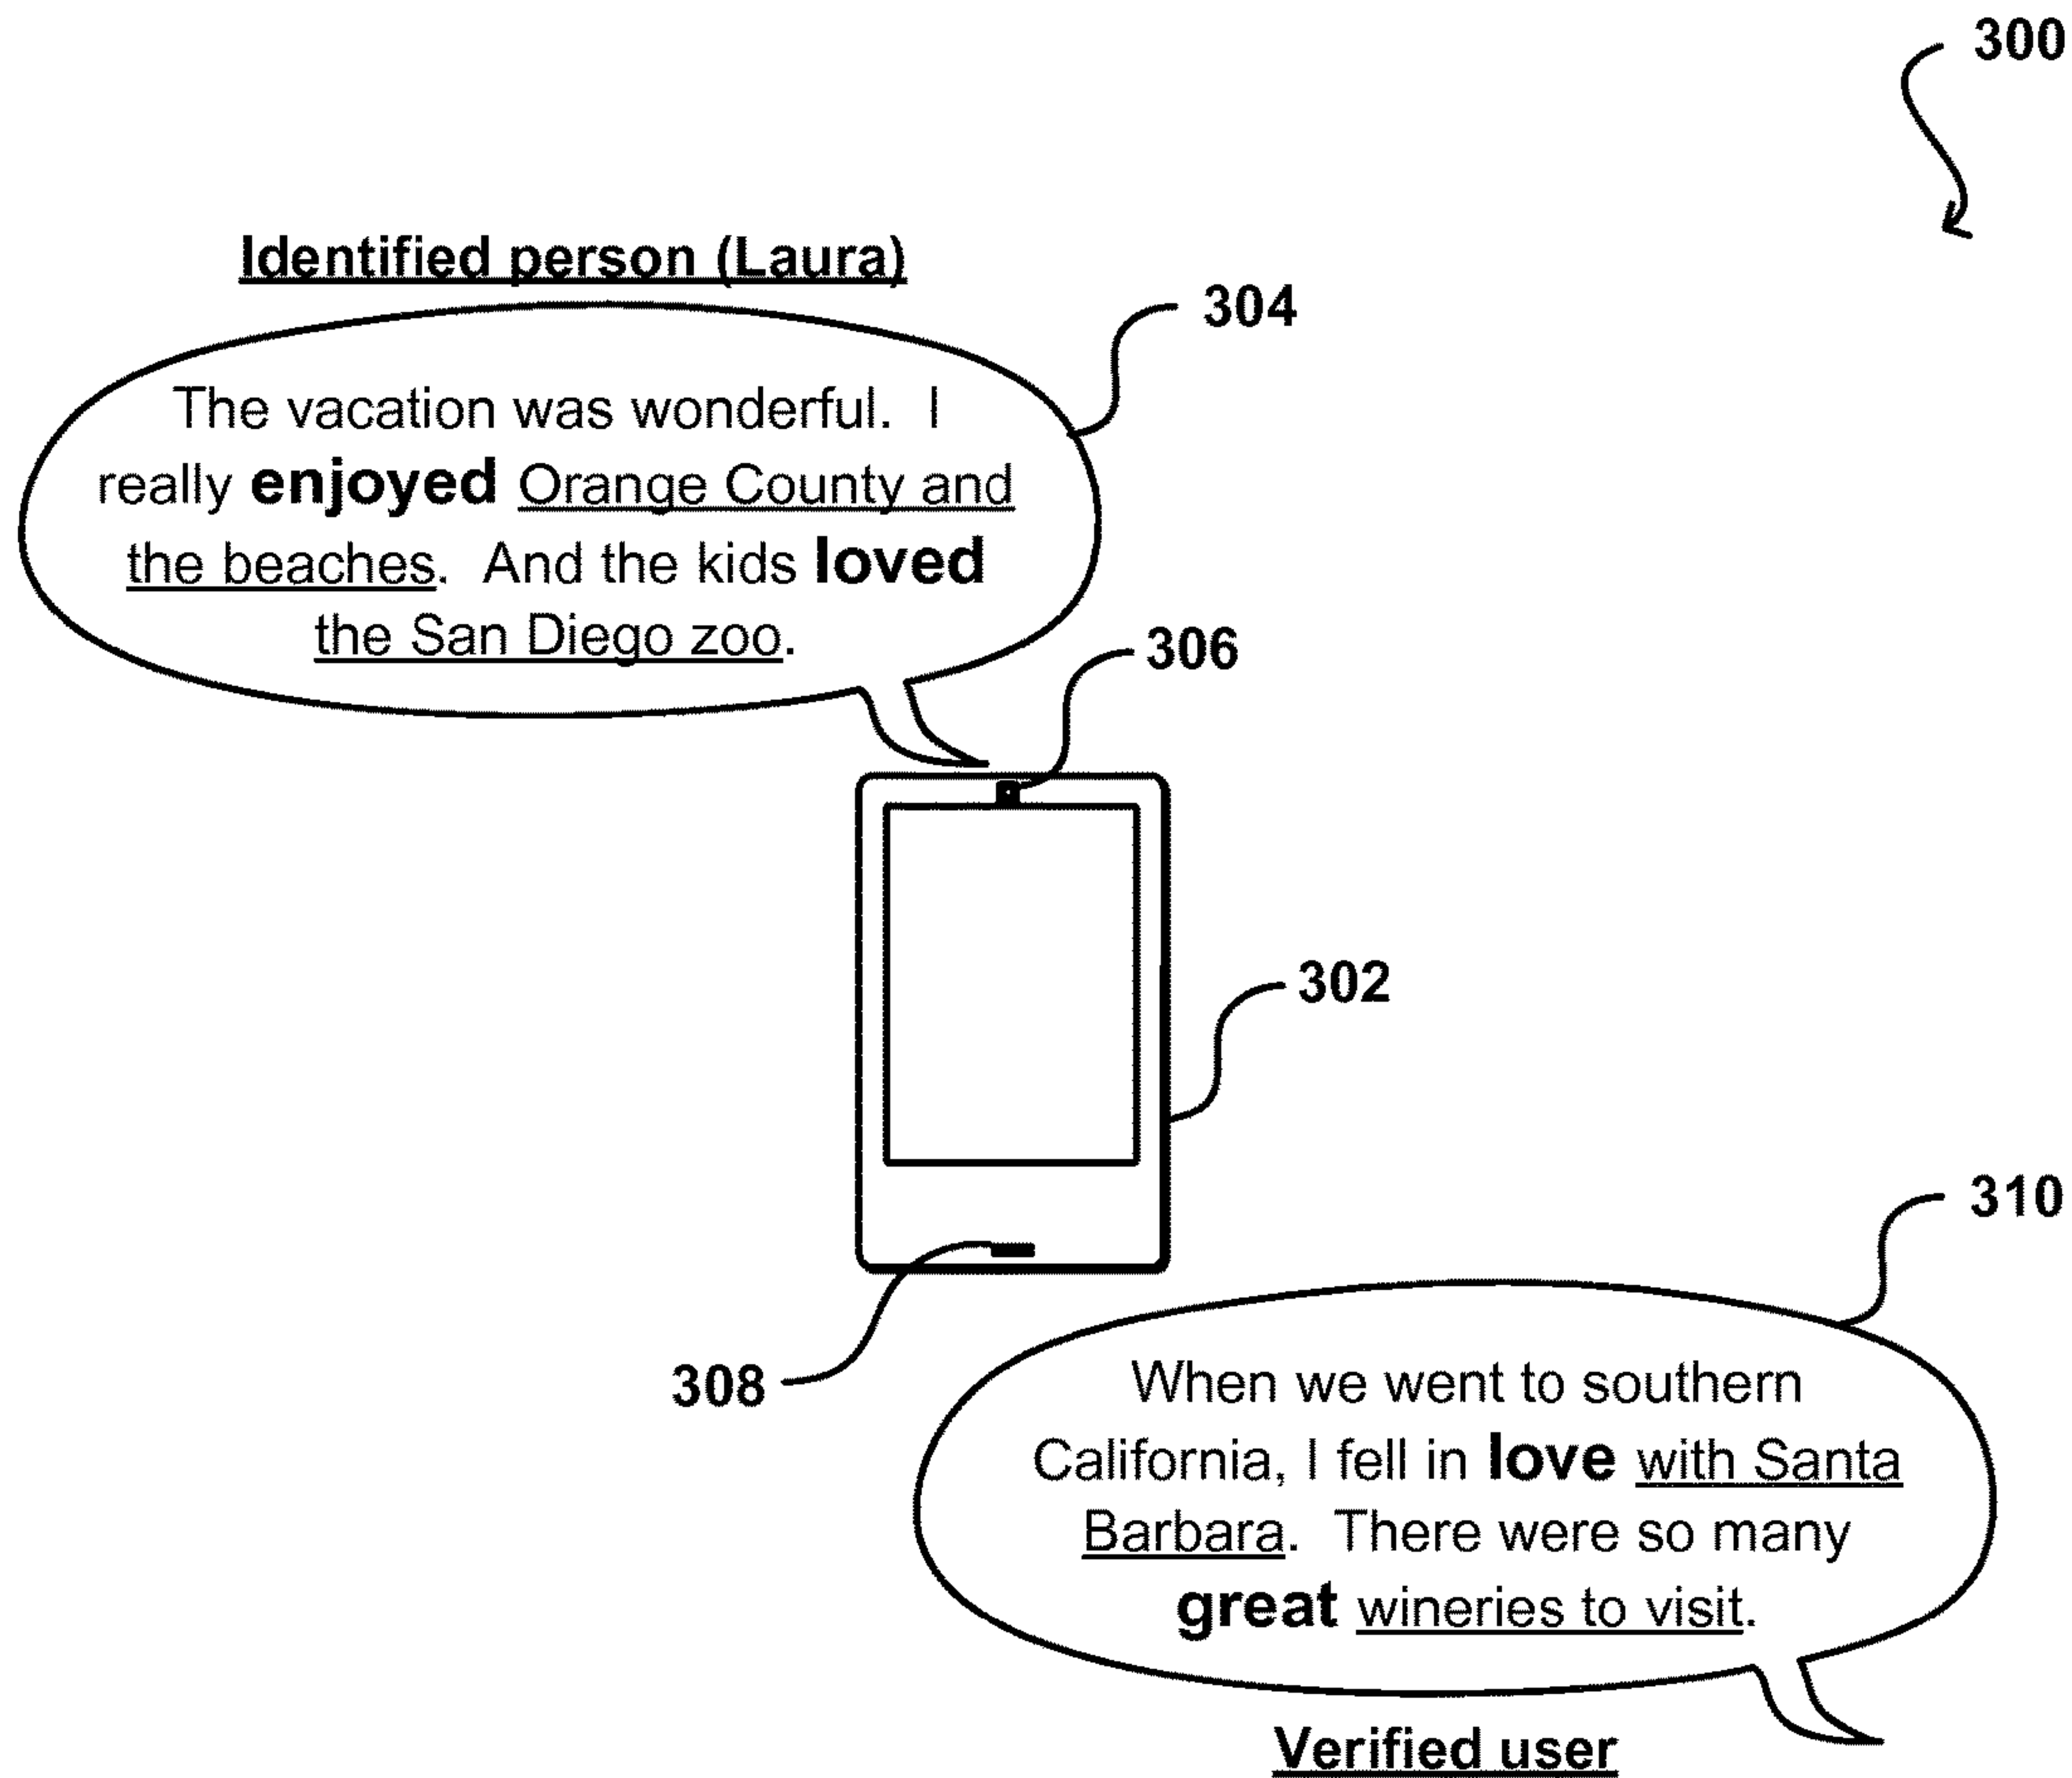 300
Identified person (Laura)
304
The vacation was wonderful. I
really enjoyed Orange County and
the beaches. And the kids loved
the San Diego zoo.
306
302
310
308
When we went to southern
California, I fell in love with Santa
Barbara. There were so many
great wineries to visit.
Verified user